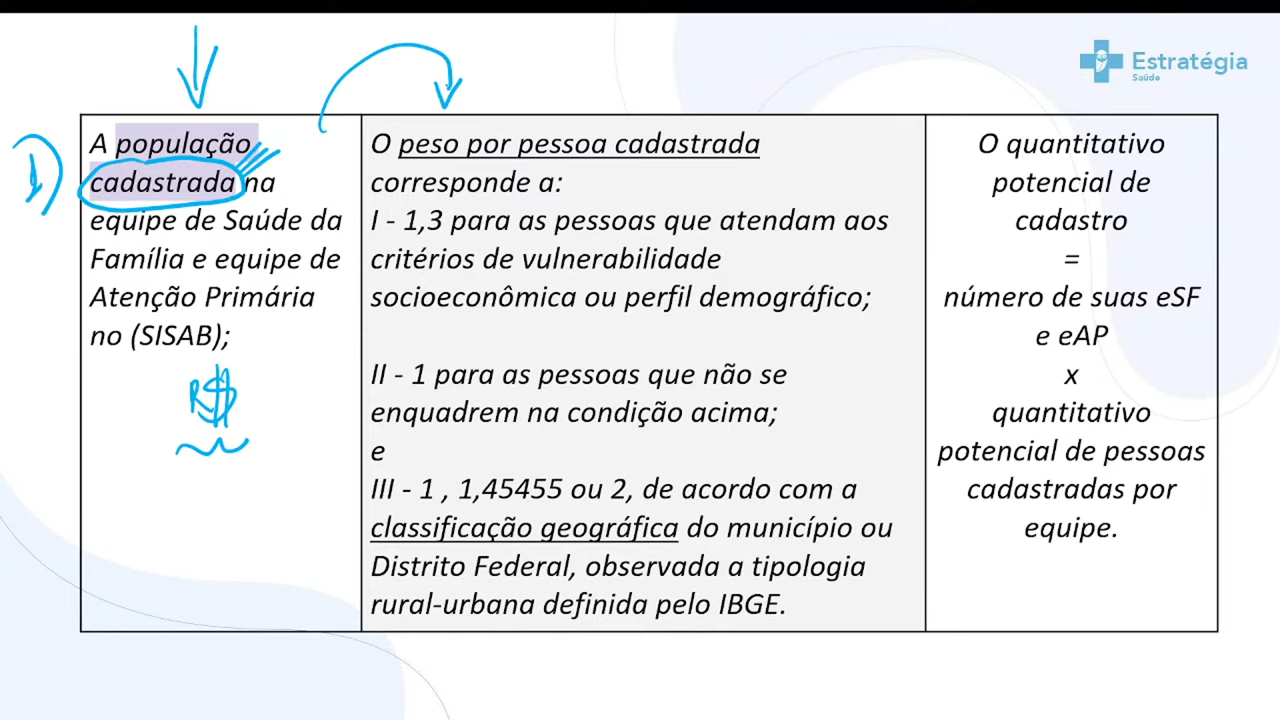 Estratégia
Saúde
1)
A população
cadastrada na
equipe de Saúde da
Família e equipe de
Atenção Primária
no (SISAB);
R$
O peso por pessoa cadastrada
corresponde a:
I - 1,3 para as pessoas que atendam aos
critérios de vulnerabilidade
socioeconômica ou perfil demográfico;
II - 1 para as pessoas que não se
enquadrem na condição acima;
e
III - 1 , 1,45455 ou 2, de acordo com a
classificação geográfica do município ou
Distrito Federal, observada a tipologia
rural-urbana definida pelo IBGE.
O quantitativo
potencial de
cadastro
=
número de suas eSF
e eAP
x
quantitativo
potencial de pessoas
cadastradas por
equipe.